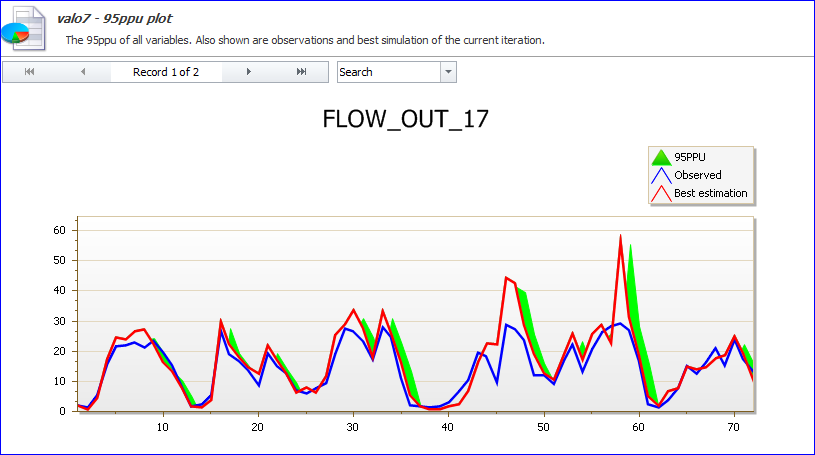 valo7 - 95ppu plot
The 95ppu of all variables. Also shown are observations and best simulation of the current iteration.
Record 1 of 2
Search
FLOW_OUT_17
95PPU
Observed
Best estimation
60
50
40
30
20
10
0
10 20 30 40 50 60 70